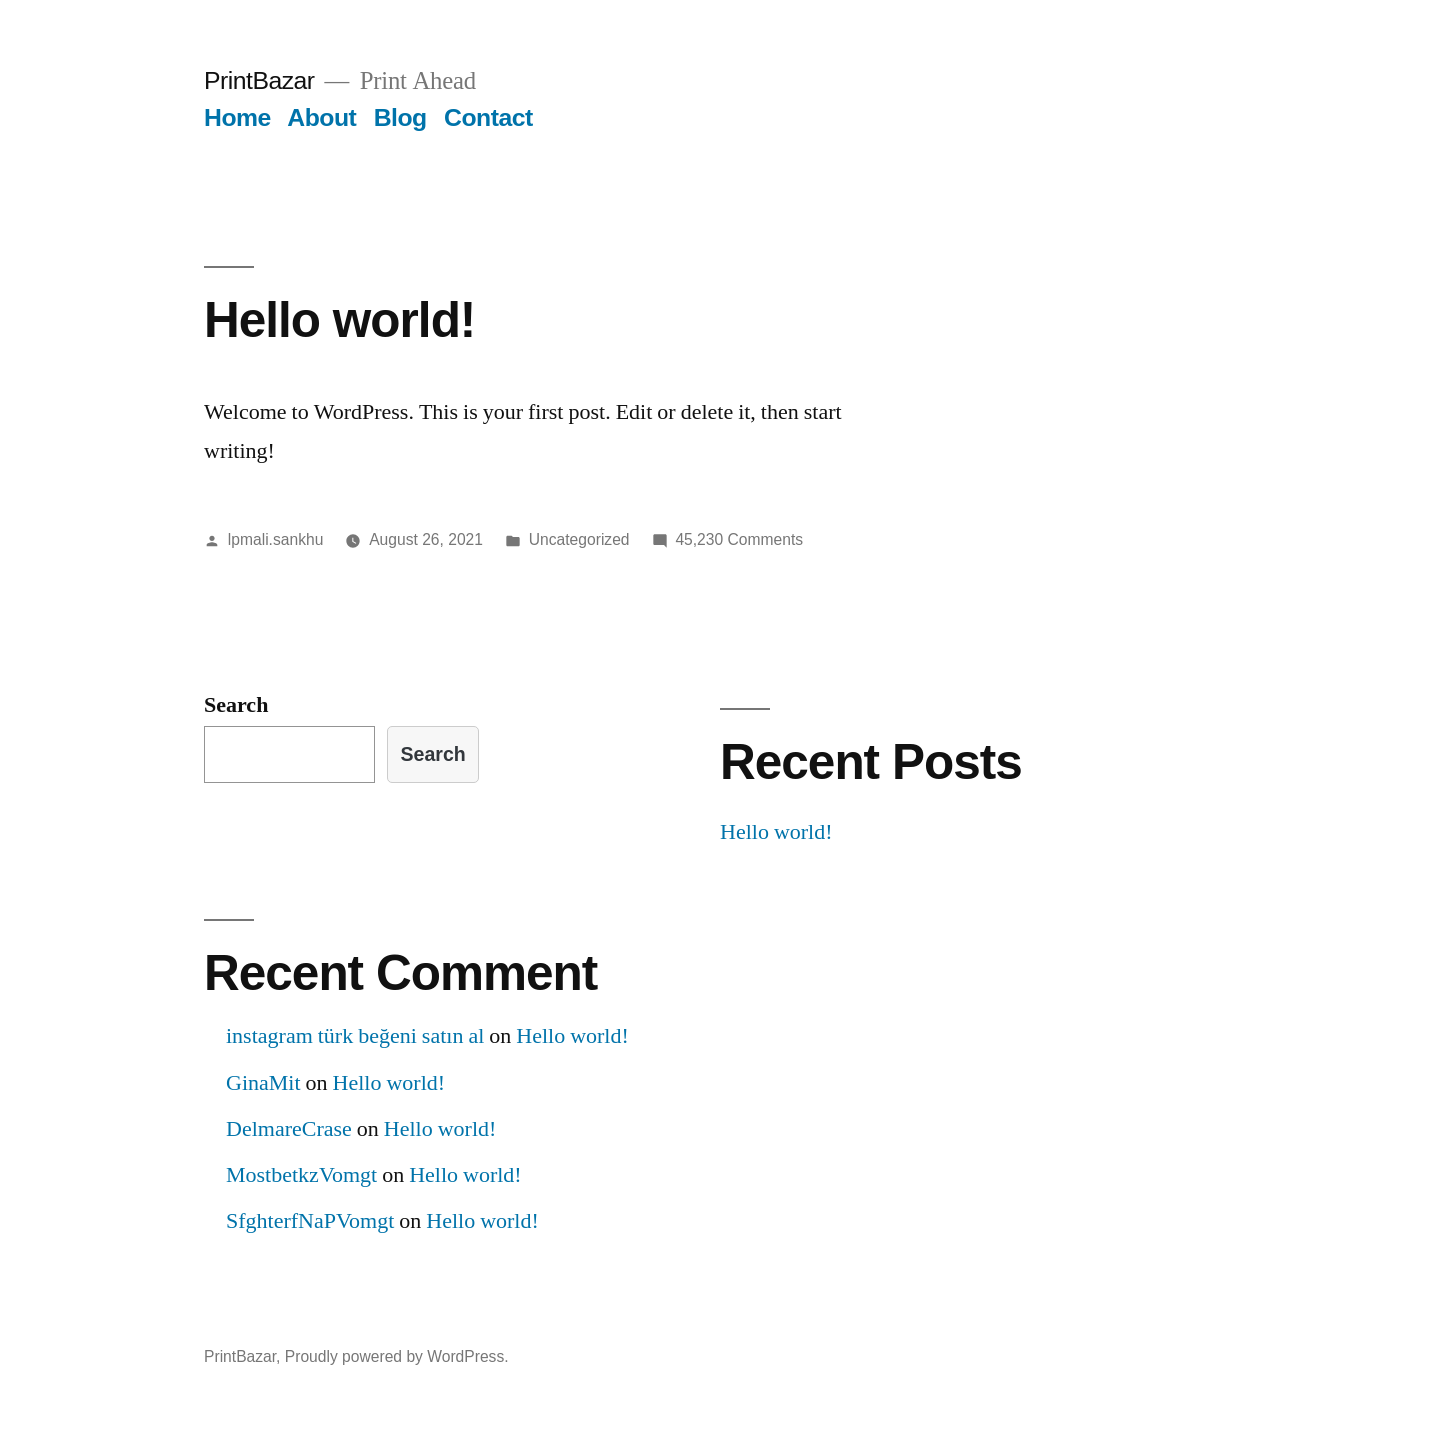 PrintBazar — Print Ahead
Home About Blog Contact
Hello world!
Welcome to WordPress. This is your first post. Edit or delete it, then start
writing!
lpmali.sankhu August 26, 2021 Uncategorized 45,230 Comments
Search
Search
Recent Posts
Hello world!
Recent Comment
instagram türk beğeni satın al on Hello world!
GinaMit on Hello world!
DelmareCrase on Hello world!
MostbetkzVomgt on Hello world!
SfghterfNaPVomgt on Hello world!
PrintBazar, Proudly powered by WordPress.